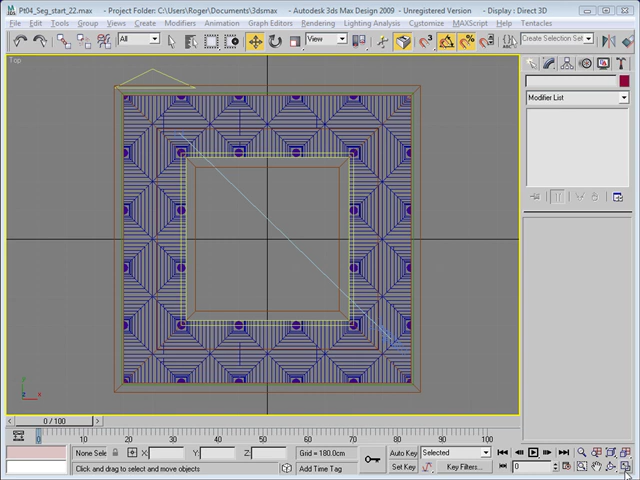 Pt04_Seg_start_22.max - Project Folder: C:\Users\Roger\Documents\3dsmax - Autodesk 3ds Max Design 2009 - Unregistered Version - Display : Direct 3D
File Edit Tools Group Views Create Modifiers Animation Graph Editors Rendering Lighting Analysis Customize MAXScript Help Tentacles
All View Create Selection Set
Top
Modifier List
y
z x
0 / 100
0 10 20 30 40 50 60 70 80 90 100
None Sele X: Y: Z: Grid = 180.0cm Auto Key Selected
Click and drag to select and move objects Add Time Tag Set Key Key Filters... 0